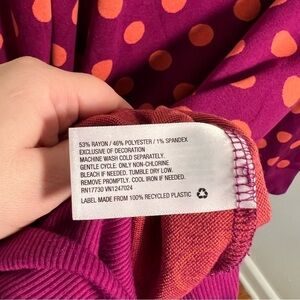 53% RAYON / 46% POLYESTER / 1% SPANDEX
EXCLUSIVE OF DECORATION
MACHINE WASH COLD SEPARATELY.
GENTLE CYCLE. ONLY NON-CHLORINE
BLEACH IF NEEDED. TUMBLE DRY LOW.
REMOVE PROMPTLY. COOL IRON IF NEEDED.
RN17730 VN1247024
LABEL MADE FROM 100% RECYCLED PLASTIC